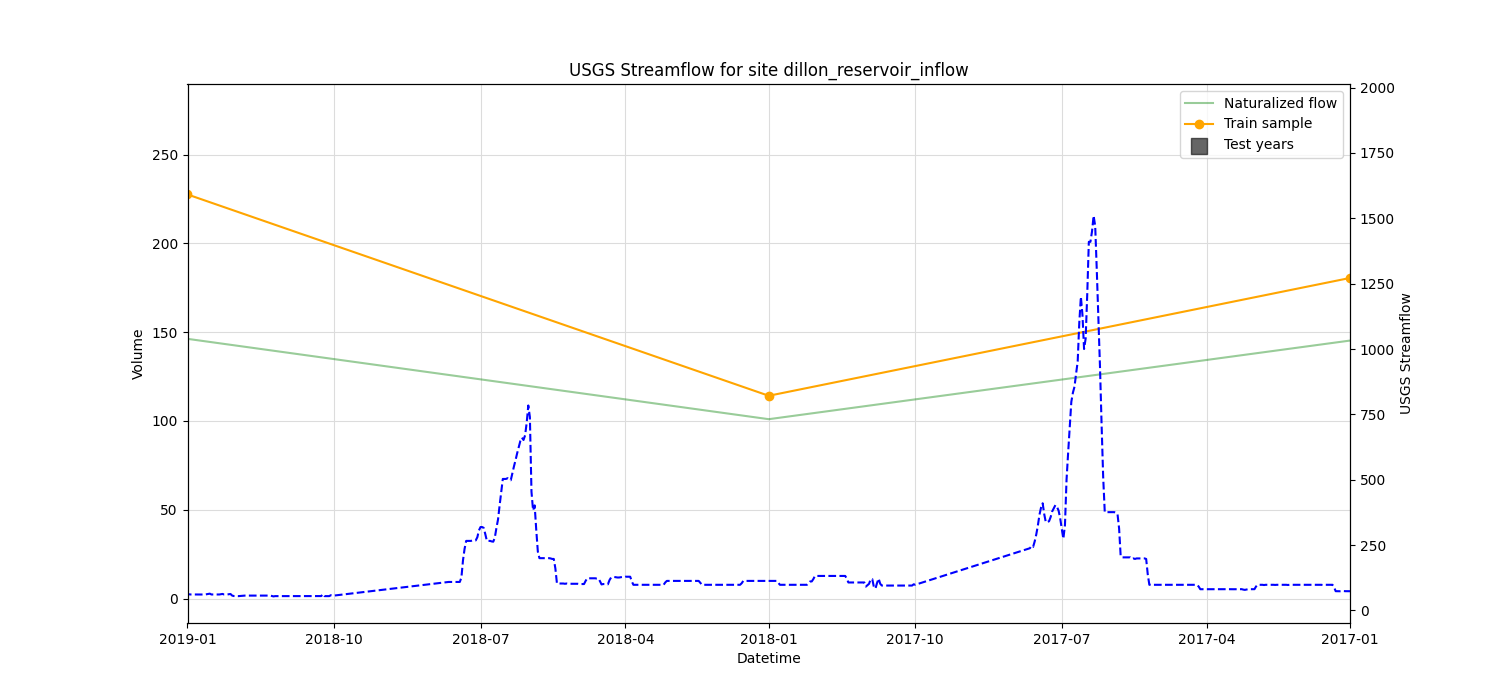 USGS Streamflow for site dillon_reservoir_inflow
Naturalized flow
Train sample
Test years
Volume
250
200
150
100
50
0
2000
1750
1500
1250
1000
750
500
250
0
USGS Streamflow
2019-01 2018-10 2018-07 2018-04 2018-01 2017-10 2017-07 2017-04 2017-01
Datetime